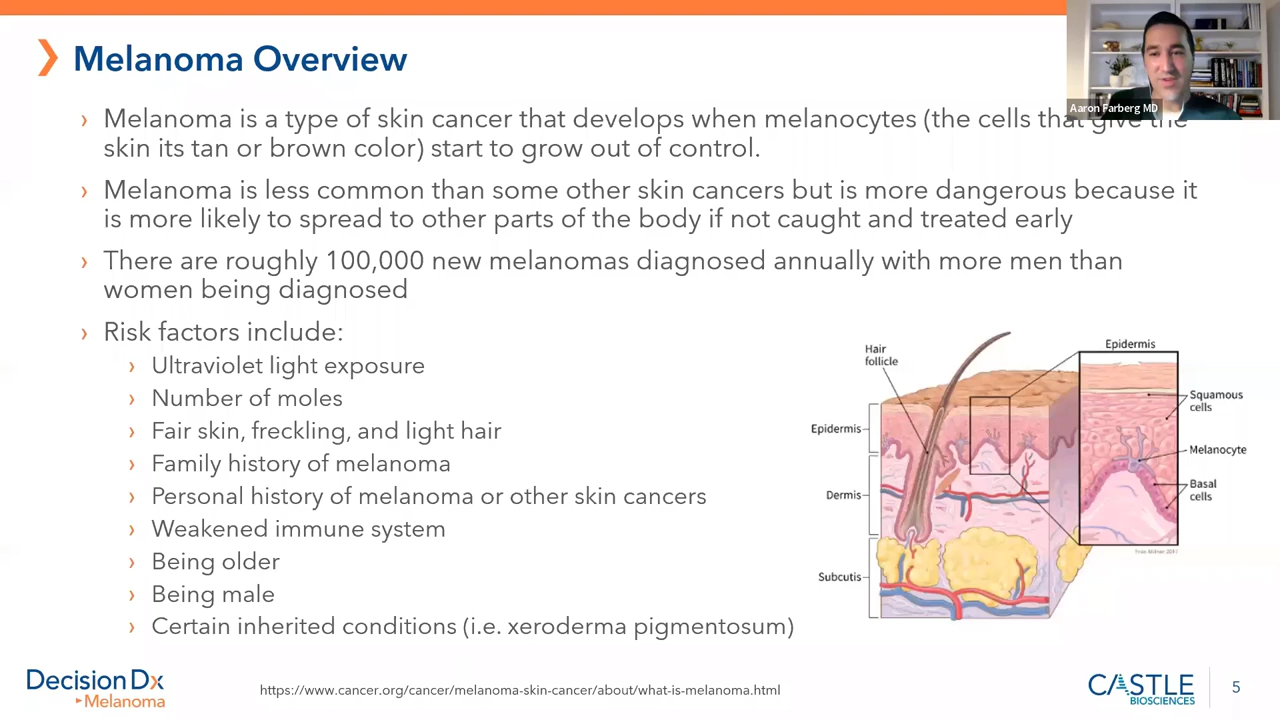 Melanoma Overview
Aaron Farberg MD
› Melanoma is a type of skin cancer that develops when melanocytes (the cells that give the
skin its tan or brown color) start to grow out of control.
› Melanoma is less common than some other skin cancers but is more dangerous because it
is more likely to spread to other parts of the body if not caught and treated early
› There are roughly 100,000 new melanomas diagnosed annually with more men than
women being diagnosed
› Risk factors include:
› Ultraviolet light exposure
› Number of moles
› Fair skin, freckling, and light hair
› Family history of melanoma
› Personal history of melanoma or other skin cancers
› Weakened immune system
› Being older
› Being male
› Certain inherited conditions (i.e. xeroderma pigmentosum)
Hair
follicle
Epidermis
Dermis
Subcutis
Epidermis
Squamous
cells
Melanocyte
Basal
cells
DecisionDx
Melanoma
https://www.cancer.org/cancer/melanoma-skin-cancer/about/what-is-melanoma.html
CASTLE
BIOSCIENCES
5